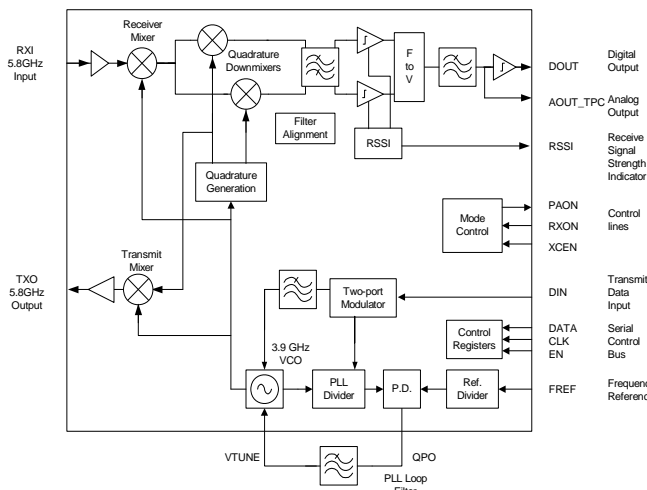 RXI
5.8GHz
Input
Receiver
Mixer
Quadrature
Downmixers
F
to
V
DOUT
Digital
Output
AOUT_TPC
Analog
Output
Filter
Alignment
RSSI
RSSI
Receive
Signal
Strength
Indicator
Quadrature
Generation
Mode
Control
PAON
RXON
XCEN
Control
lines
TXO
5.8GHz
Output
Transmit
Mixer
Two-port
Modulator
DIN
Transmit
Data
Input
3.9 GHz
VCO
Control
Registers
DATA
CLK
EN
Serial
Control
Bus
PLL
Divider
P.D.
Ref.
Divider
FREF
Frequency
Reference
VTUNE
QPO
PLL Loop
Filter